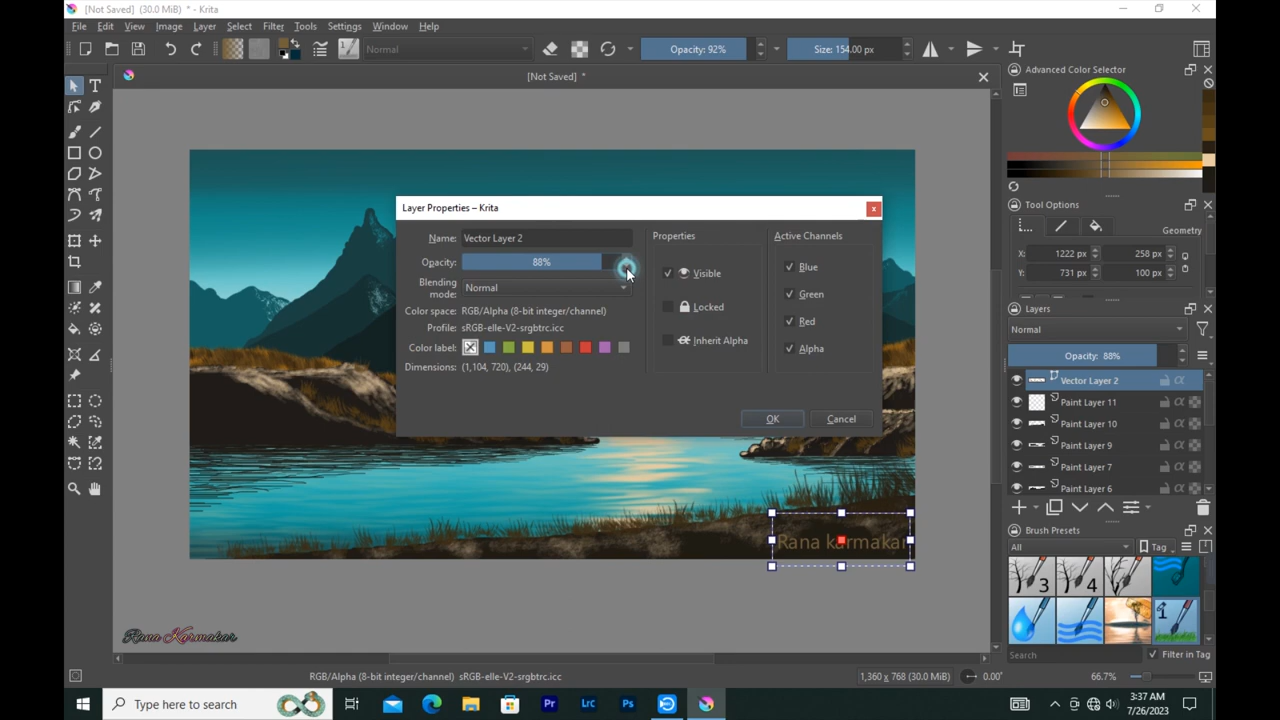 [Not Saved] (30.0 MiB) * - Krita
File Edit View Image Layer Select Filter Tools Settings Window Help
Normal
Opacity: 92%
Size: 154.00 px
[Not Saved] *
Advanced Color Selector
Tool Options
Geometry
X: 1222 px 258 px
Y: 731 px 100 px
Layer Properties – Krita
Name: Vector Layer 2
Opacity: 88%
Blending mode: Normal
Color space: RGB/Alpha (8-bit integer/channel)
Profile: sRGB-elle-V2-srgbtrc.icc
Color label:
Dimensions: (1,104, 720), (244, 29)
Properties
Visible
Locked
Inherit Alpha
Active Channels
Blue
Green
Red
Alpha
OK Cancel
Layers
Normal
Opacity: 88%
Vector Layer 2
Paint Layer 11
Paint Layer 10
Paint Layer 9
Paint Layer 7
Paint Layer 6
Brush Presets
All Tag
3 4
1
Search Filter in Tag
Rana karmakar
Rana Karmakar
RGB/Alpha (8-bit integer/channel) sRGB-elle-V2-srgbtrc.icc
1,360 x 768 (30.0 MiB) 0.00° 66.7%
Type here to search
Pr Lrc Ps
3:37 AM
7/26/2023